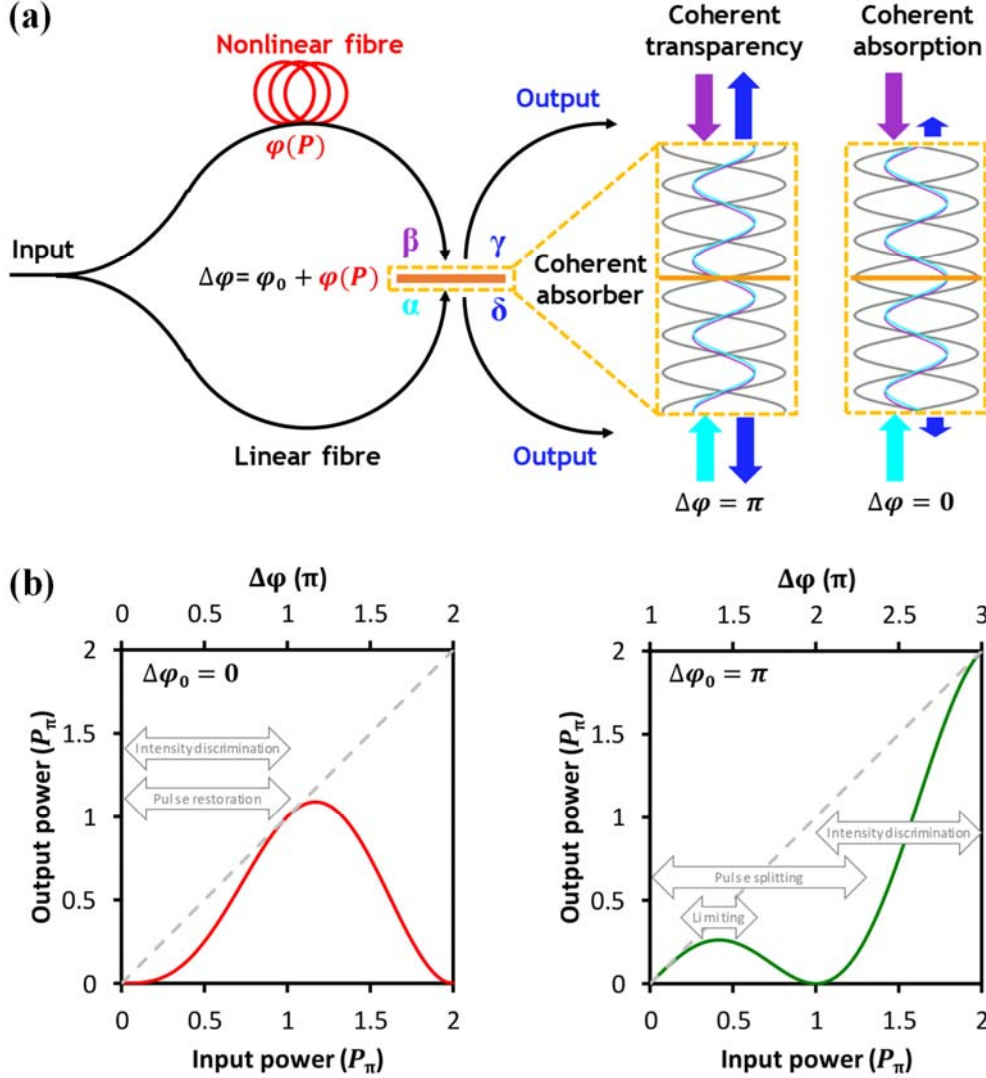 (a)
Nonlinear fibre
φ(P)
Input
Δφ= φ₀ + φ(P)
β
γ
α
δ
Linear fibre
Output
Output
Coherent
absorber
Coherent
transparency
Coherent
absorption
Δφ = π
Δφ = 0
(b)
Δφ (π)
0 0.5 1 1.5 2
Δφ₀ = 0
Intensity discrimination
Pulse restoration
Output power (Pπ)
2
1.5
1
0.5
0
0 0.5 1 1.5 2
Input power (Pπ)
Δφ (π)
1 1.5 2 2.5 3
Δφ₀ = π
Intensity discrimination
Pulse splitting
Limiting
Output power (Pπ)
2
1.5
1
0.5
0
0 0.5 1 1.5 2
Input power (Pπ)